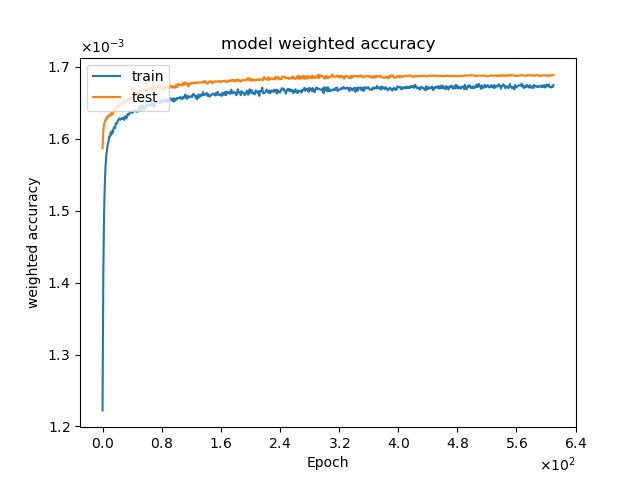 model weighted accuracy
×10⁻³
1.7
1.6
1.5
1.4
1.3
1.2
weighted accuracy
train
test
0.0 0.8 1.6 2.4 3.2 4.0 4.8 5.6 6.4
Epoch
×10²